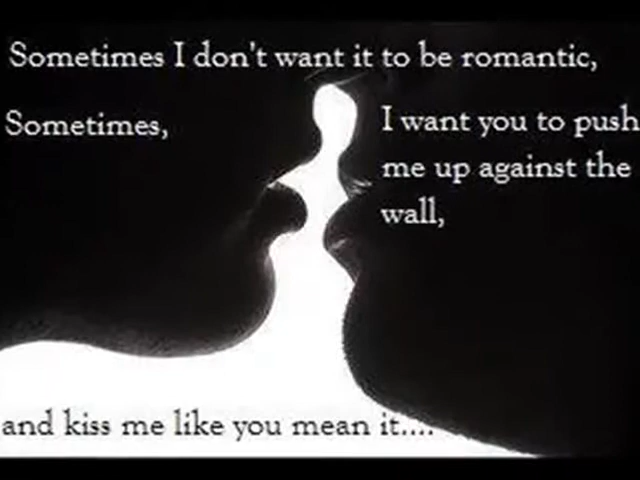 Sometimes I don't want it to be romantic,
Sometimes,
I want you to push
me up against the
wall,
and kiss me like you mean it....